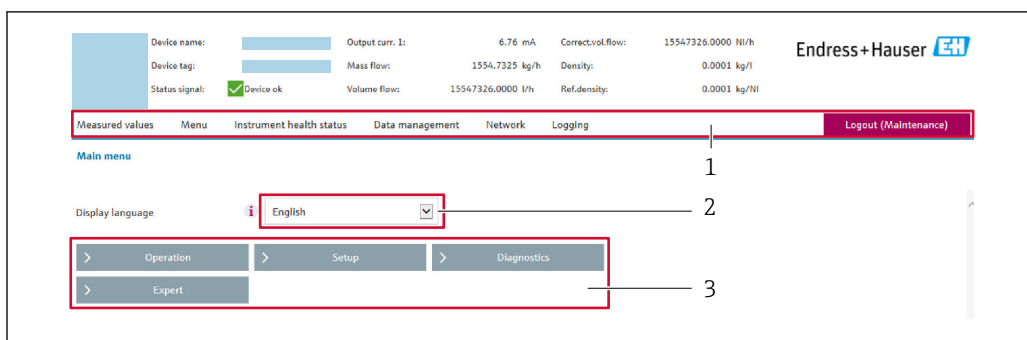 Device name: Output curr. 1: 6.76 mA Correct.vol.flow: 15547326.0000 Nl/h
Endress+Hauser EH
Device tag: Mass flow: 1554.7325 kg/h Density: 0.0001 kg/l
Status signal: Device ok Volume flow: 15547326.0000 l/h Ref.density: 0.0001 kg/Nl
Measured values Menu Instrument health status Data management Network Logging Logout (Maintenance)
1
Main menu
Display language i English 2
> Operation > Setup > Diagnostics
> Expert 3